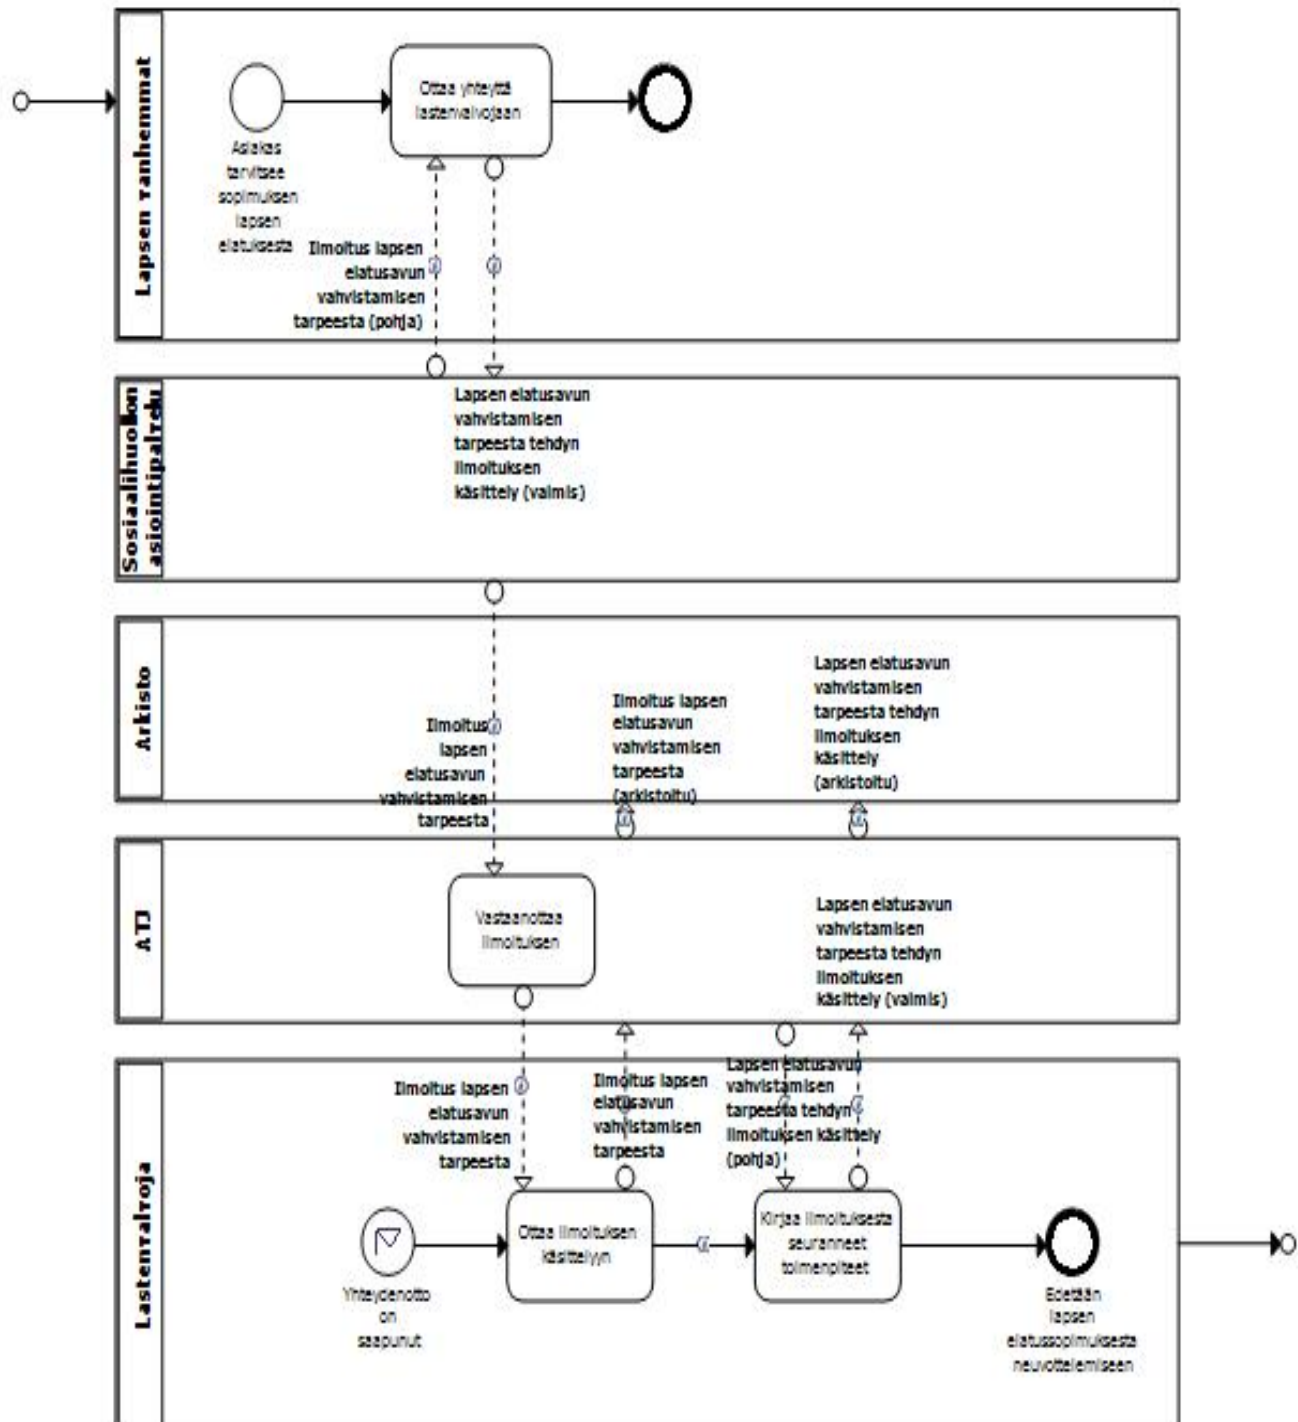 Lapsen vanhemmat
Asiakas
tarvitsee
sopimuksen
lapsen
elatuksesta
Ottaa yhteyttä
lastenvalvojaan
Ilmoitus lapsen
elatusavun
vahvistamisen
tarpeesta (pohja)
Sosiaalihuollon
asiointipalvelu
Lapsen elatusavun
vahvistamisen
tarpeesta tehdyn
ilmoituksen
käsittely (valmis)
Arkisto
Ilmoitus
lapsen
elatusavun
vahvistamisen
tarpeesta
Ilmoitus lapsen
elatusavun
vahvistamisen
tarpeesta
(arkistoitu)
Lapsen elatusavun
vahvistamisen
tarpeesta tehdyn
ilmoituksen
käsittely
(arkistoitu)
ATJ
Vastaanottaa
ilmoituksen
Lapsen elatusavun
vahvistamisen
tarpeesta tehdyn
ilmoituksen
käsittely (valmis)
Lastenvalvoja
Ilmoitus lapsen
elatusavun
vahvistamisen
tarpeesta
Ilmoitus lapsen
elatusavun
vahvistamisen
tarpeesta
Lapsen elatusavun
vahvistamisen
tarpeesta tehdyn
ilmoituksen käsittely
(pohja)
Yhteydenotto
on
saapunut
Ottaa ilmoituksen
käsittelyyn
Kirjaa ilmoituksesta
seuranneet
toimenpiteet
Edetään
lapsen
elatussopimuksesta
neuvottelemiseen